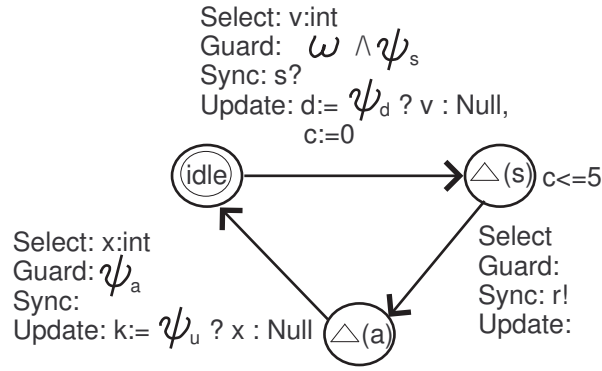 Select: v:int
Guard: ω ∧ ψs
Sync: s?
Update: d:= ψd ? v : Null,
c:=0
idle
△(s)
c<=5
Select: x:int
Guard: ψa
Sync:
Update: k:= ψu ? x : Null
Select
Guard:
Sync: r!
Update:
△(a)